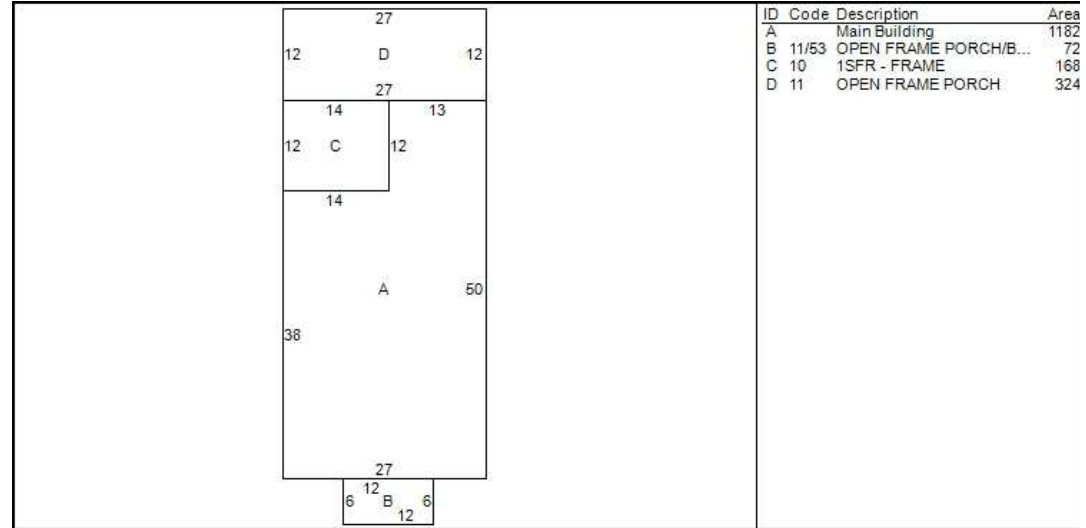 27
12 D 12
27
14 13
12 C 12
14
A 50
38
27
12
6 B 6
12
ID Code Description Area
A Main Building 1182
B 11/53 OPEN FRAME PORCH/B... 72
C 10 1SFR - FRAME 168
D 11 OPEN FRAME PORCH 324